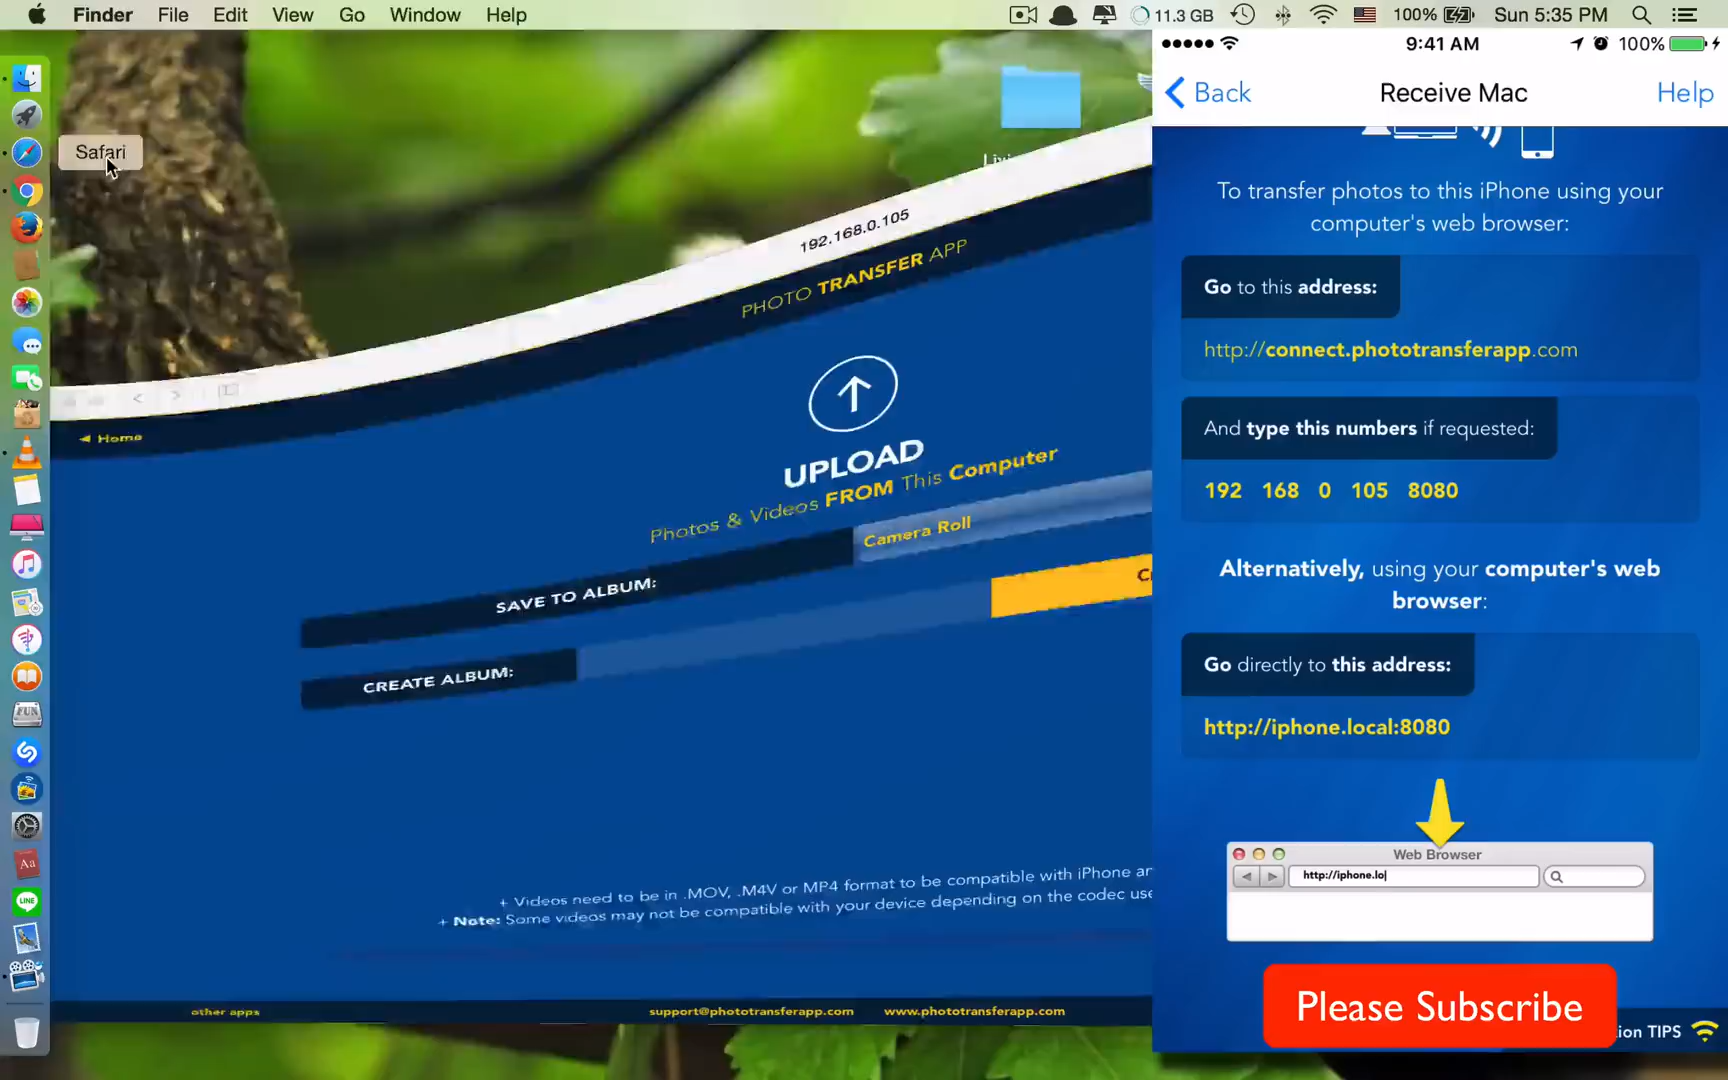 Finder File Edit View Go Window Help
11.3 GB 100% Sun 5:35 PM
9:41 AM 100%
Back Receive Mac Help
Safari
192.168.0.105
PHOTO TRANSFER APP
Home
UPLOAD
Photos & Videos FROM This Computer
SAVE TO ALBUM: Camera Roll
CREATE ALBUM:
+ Videos need to be in .MOV, .M4V or MP4 format to be compatible with iPhone
+ Note: Some videos may not be compatible with your device depending on the codec
other apps support@phototransferapp.com www.phototransferapp.com
To transfer photos to this iPhone using your
computer's web browser:
Go to this address:
http://connect.phototransferapp.com
And type this numbers if requested:
192 168 0 105 8080
Alternatively, using your computer's web
browser:
Go directly to this address:
http://iphone.local:8080
Web Browser
http://iphone.lo
Please Subscribe
TIPS
FUN
Aa
LINE